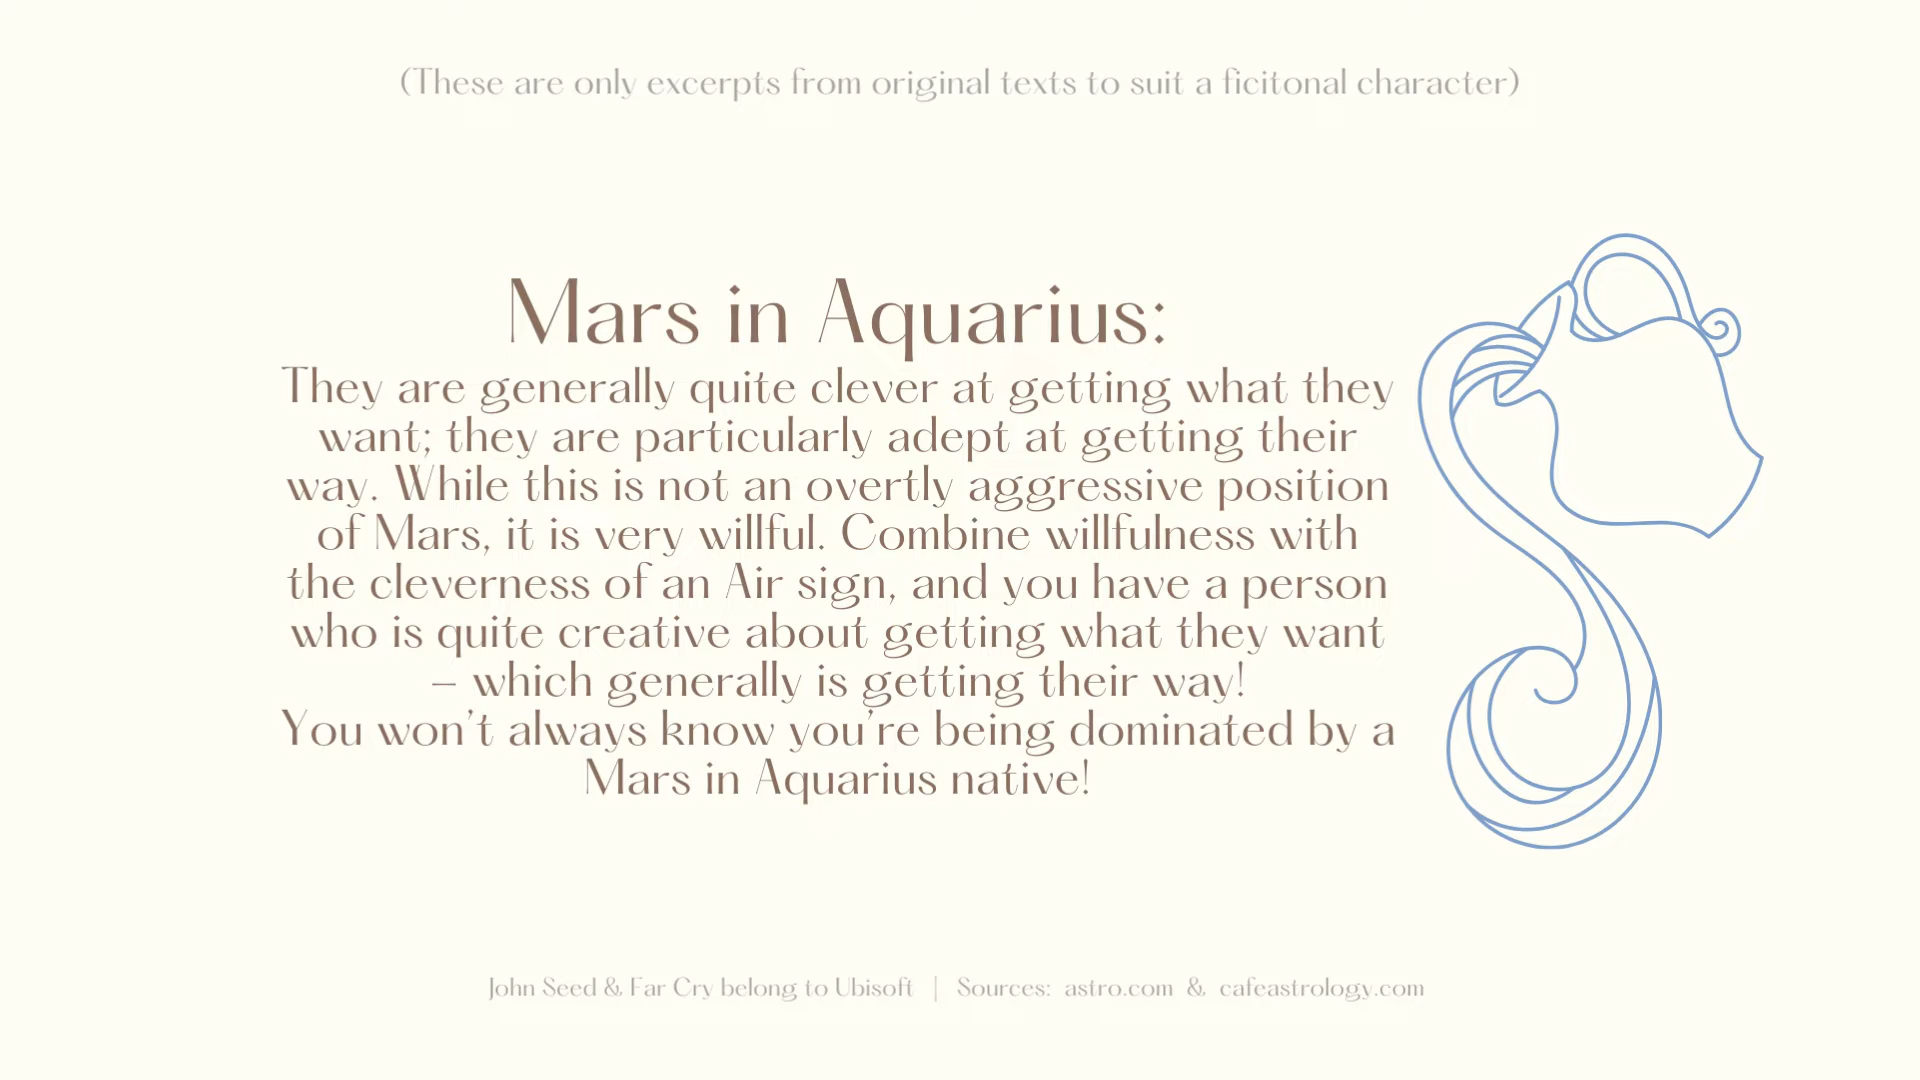 (These are only excerpts from original texts to suit a ficitonal character)
Mars in Aquarius:
They are generally quite clever at getting what they
want; they are particularly adept at getting their
way. While this is not an overtly aggressive position
of Mars, it is very willful. Combine willfulness with
the cleverness of an Air sign, and you have a person
who is quite creative about getting what they want
– which generally is getting their way!
You won't always know you're being dominated by a
Mars in Aquarius native!
John Seed & Far Cry belong to Ubisoft | Sources: astro.com & cafeastrology.com